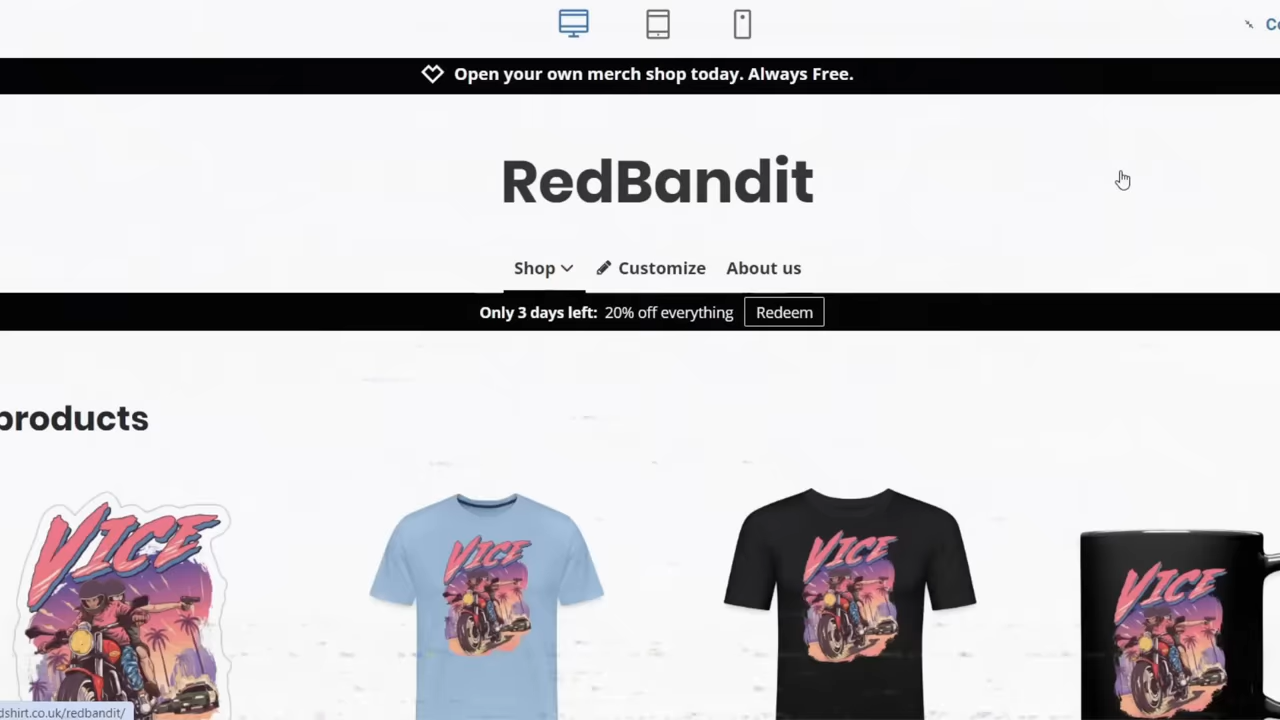 Open your own merch shop today. Always Free.
RedBandit
Shop Customize About us
Only 3 days left: 20% off everything Redeem
products
VICE
VICE
VICE
VICE
dshirt.co.uk/redbandit/